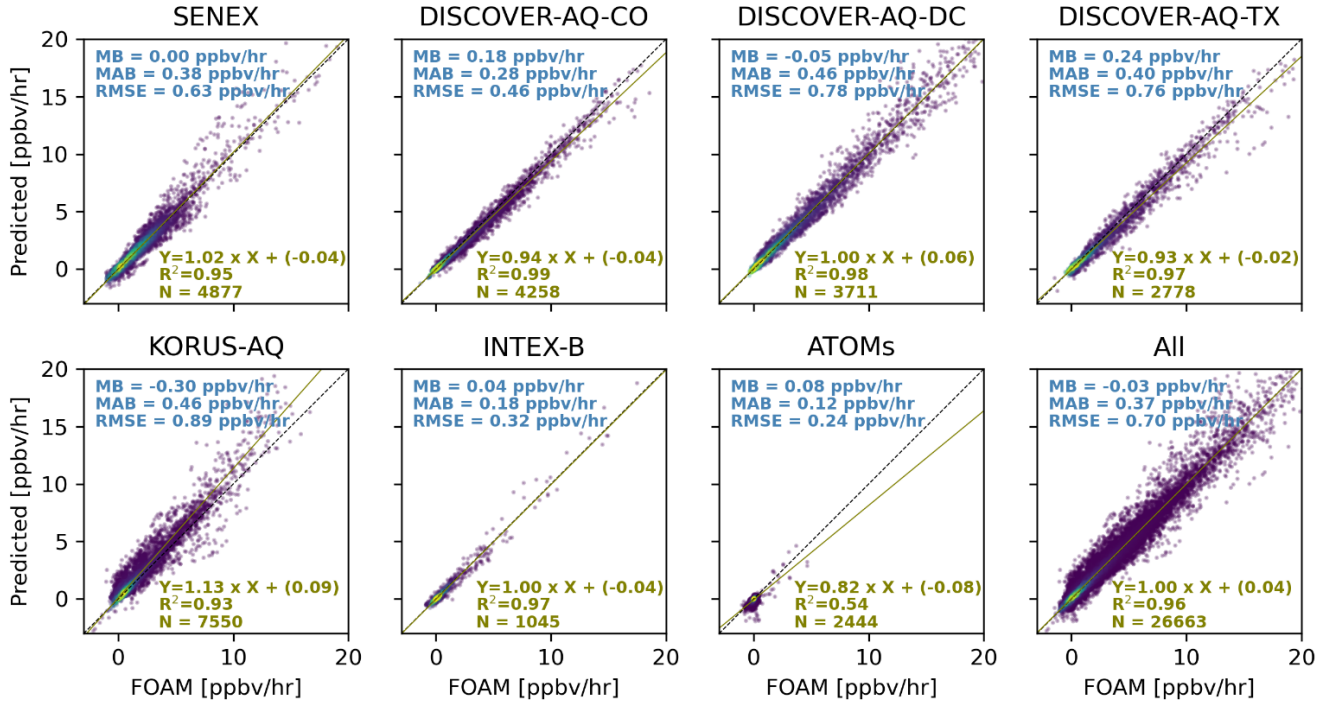 SENEX
DISCOVER-AQ-CO
DISCOVER-AQ-DC
DISCOVER-AQ-TX
Predicted [ppbv/hr]
20
15
10
5
0
MB = 0.00 ppbv/hr
MAB = 0.38 ppbv/hr
RMSE = 0.63 ppbv/hr
Y=1.02 x X + (-0.04)
R²=0.95
N = 4877
MB = 0.18 ppbv/hr
MAB = 0.28 ppbv/hr
RMSE = 0.46 ppbv/hr
Y=0.94 x X + (-0.04)
R²=0.99
N = 4258
MB = -0.05 ppbv/hr
MAB = 0.46 ppbv/hr
RMSE = 0.78 ppbv/hr
Y=1.00 x X + (0.06)
R²=0.98
N = 3711
MB = 0.24 ppbv/hr
MAB = 0.40 ppbv/hr
RMSE = 0.76 ppbv/hr
Y=0.93 x X + (-0.02)
R²=0.97
N = 2778
KORUS-AQ
INTEX-B
ATOMs
All
Predicted [ppbv/hr]
20
15
10
5
0
MB = -0.30 ppbv/hr
MAB = 0.46 ppbv/hr
RMSE = 0.89 ppbv/hr
Y=1.13 x X + (0.09)
R²=0.93
N = 7550
MB = 0.04 ppbv/hr
MAB = 0.18 ppbv/hr
RMSE = 0.32 ppbv/hr
Y=1.00 x X + (-0.04)
R²=0.97
N = 1045
MB = 0.08 ppbv/hr
MAB = 0.12 ppbv/hr
RMSE = 0.24 ppbv/hr
Y=0.82 x X + (-0.08)
R²=0.54
N = 2444
MB = -0.03 ppbv/hr
MAB = 0.37 ppbv/hr
RMSE = 0.70 ppbv/hr
Y=1.00 x X + (0.04)
R²=0.96
N = 26663
0 10 20
0 10 20
0 10 20
0 10 20
FOAM [ppbv/hr]
FOAM [ppbv/hr]
FOAM [ppbv/hr]
FOAM [ppbv/hr]